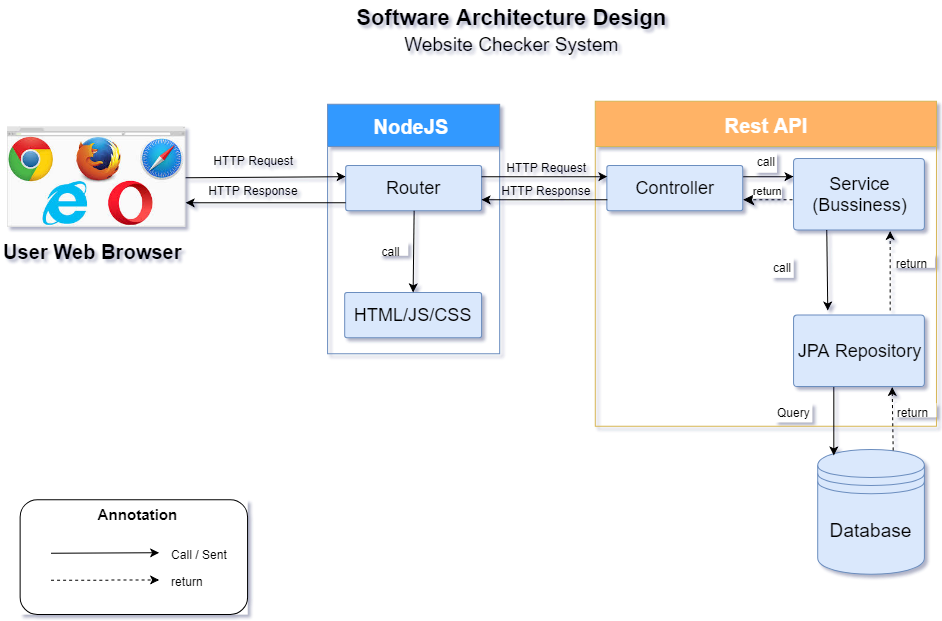 Software Architecture Design
Website Checker System
NodeJS
Rest API
HTTP Request
HTTP Response
User Web Browser
Router
HTTP Request
HTTP Response
call
HTML/JS/CSS
Controller
call
return
Service
(Bussiness)
call
return
JPA Repository
Query
return
Database
Annotation
Call / Sent
return